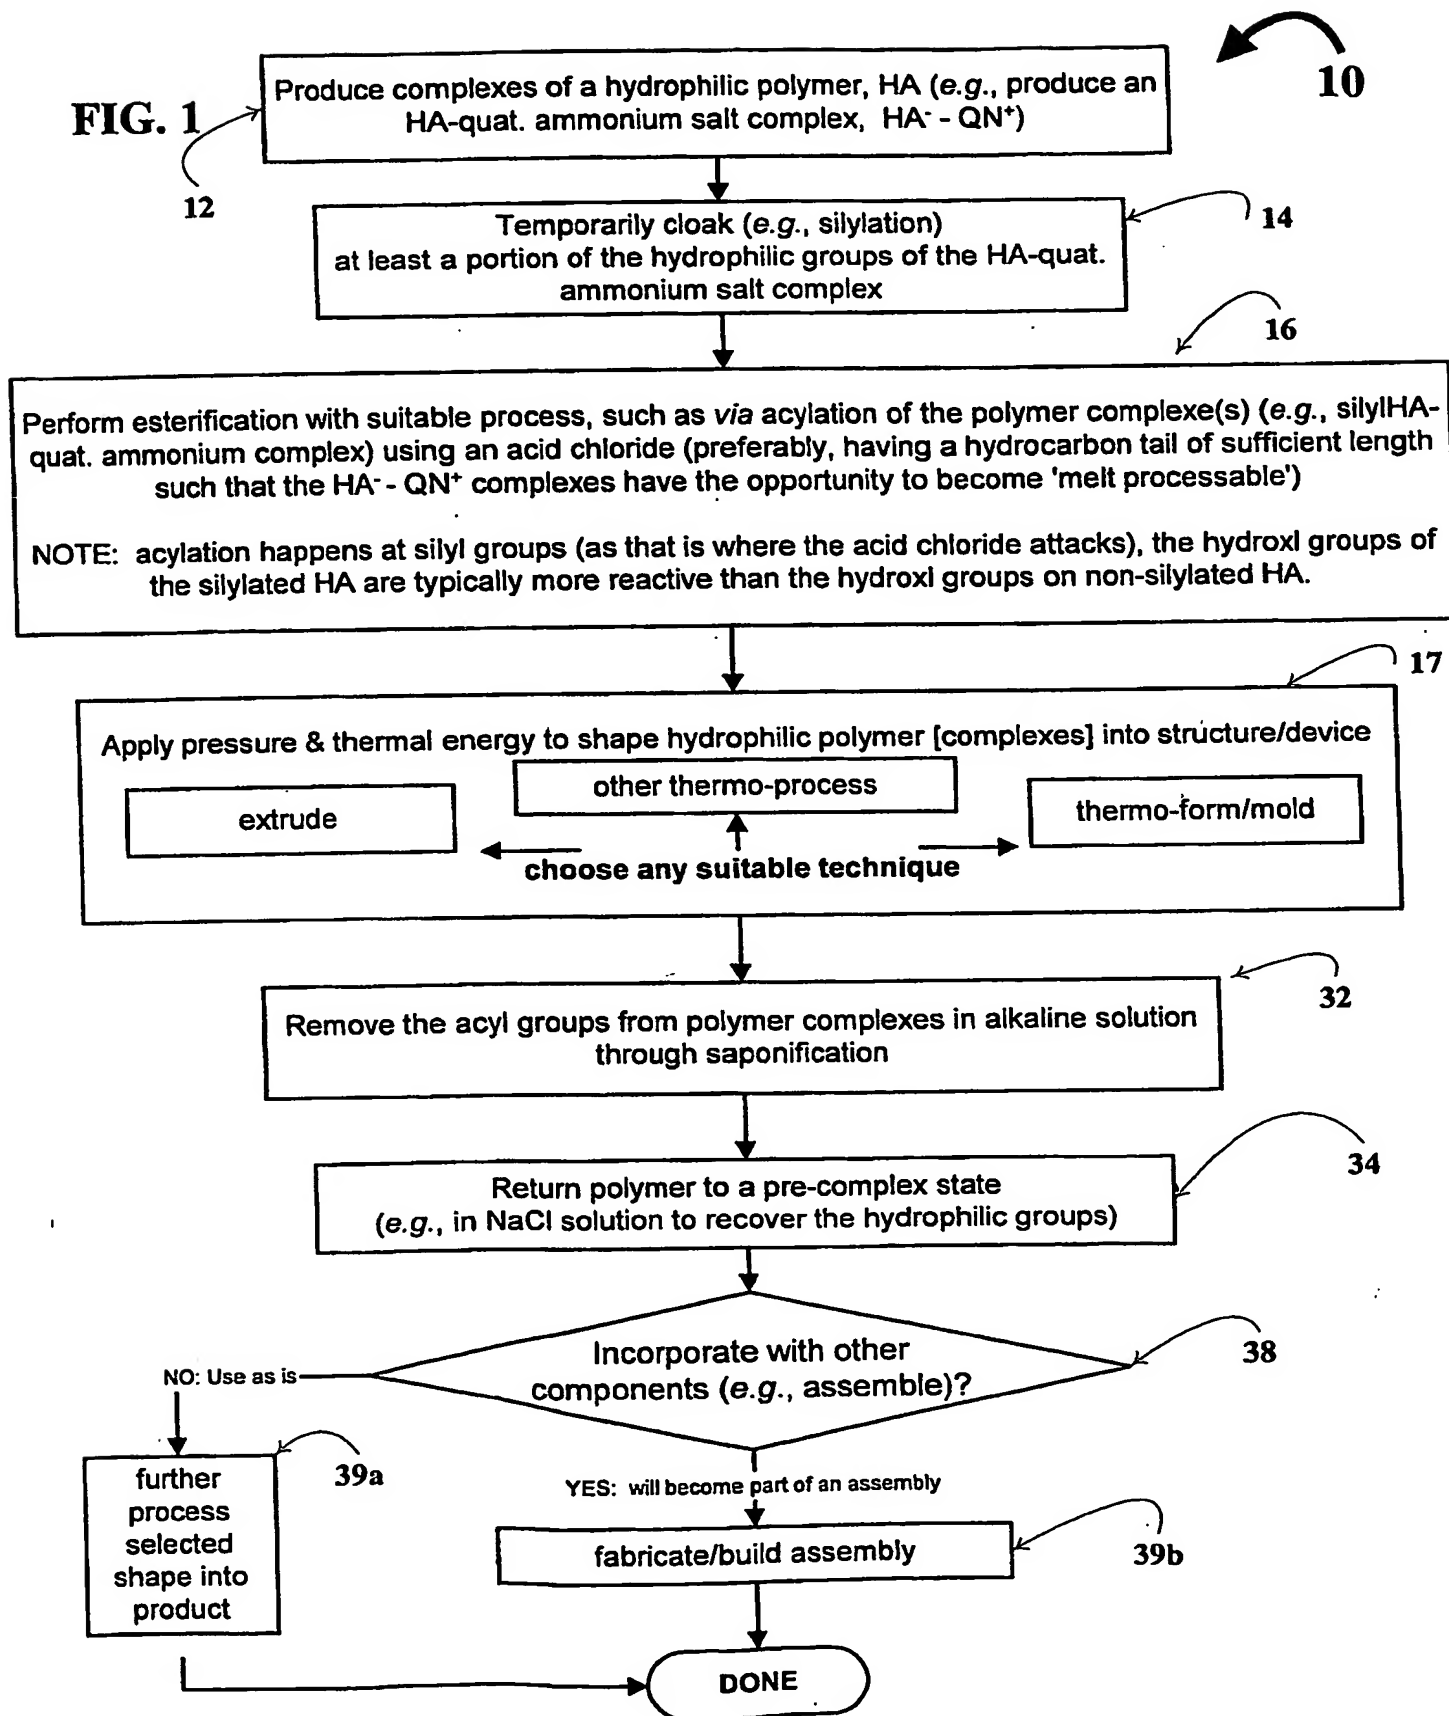 10
FIG. 1
Produce complexes of a hydrophilic polymer, HA (e.g., produce an
HA-quat. ammonium salt complex, HA⁻ - QN⁺)
12
Temporarily cloak (e.g., silylation)
at least a portion of the hydrophilic groups of the HA-quat.
ammonium salt complex
14
16
Perform esterification with suitable process, such as via acylation of the polymer complexe(s) (e.g., silylHA-
quat. ammonium complex) using an acid chloride (preferably, having a hydrocarbon tail of sufficient length
such that the HA⁻ - QN⁺ complexes have the opportunity to become 'melt processable')
NOTE: acylation happens at silyl groups (as that is where the acid chloride attacks), the hydroxl groups of
the silylated HA are typically more reactive than the hydroxl groups on non-silylated HA.
17
Apply pressure & thermal energy to shape hydrophilic polymer [complexes] into structure/device
other thermo-process
extrude
thermo-form/mold
choose any suitable technique
32
Remove the acyl groups from polymer complexes in alkaline solution
through saponification
34
Return polymer to a pre-complex state
(e.g., in NaCl solution to recover the hydrophilic groups)
38
Incorporate with other
components (e.g., assemble)?
NO: Use as is
39a
further
process
selected
shape into
product
YES: will become part of an assembly
fabricate/build assembly
39b
DONE